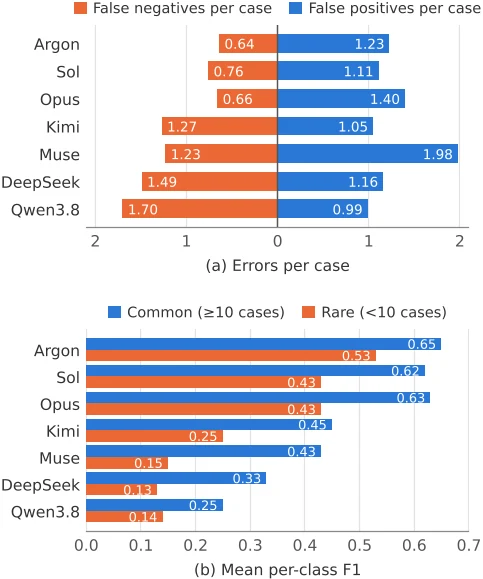 False negatives per case False positives per case
Argon 0.64 1.23
Sol 0.76 1.11
Opus 0.66 1.40
Kimi 1.27 1.05
Muse 1.23 1.98
DeepSeek 1.49 1.16
Qwen3.8 1.70 0.99
2 1 0 1 2
(a) Errors per case
Common (≥10 cases) Rare (<10 cases)
Argon 0.65
0.53
Sol 0.62
0.43
Opus 0.63
0.43
Kimi 0.45
0.25
Muse 0.43
0.15
DeepSeek 0.33
0.13
Qwen3.8 0.25
0.14
0.0 0.1 0.2 0.3 0.4 0.5 0.6 0.7
(b) Mean per-class F1